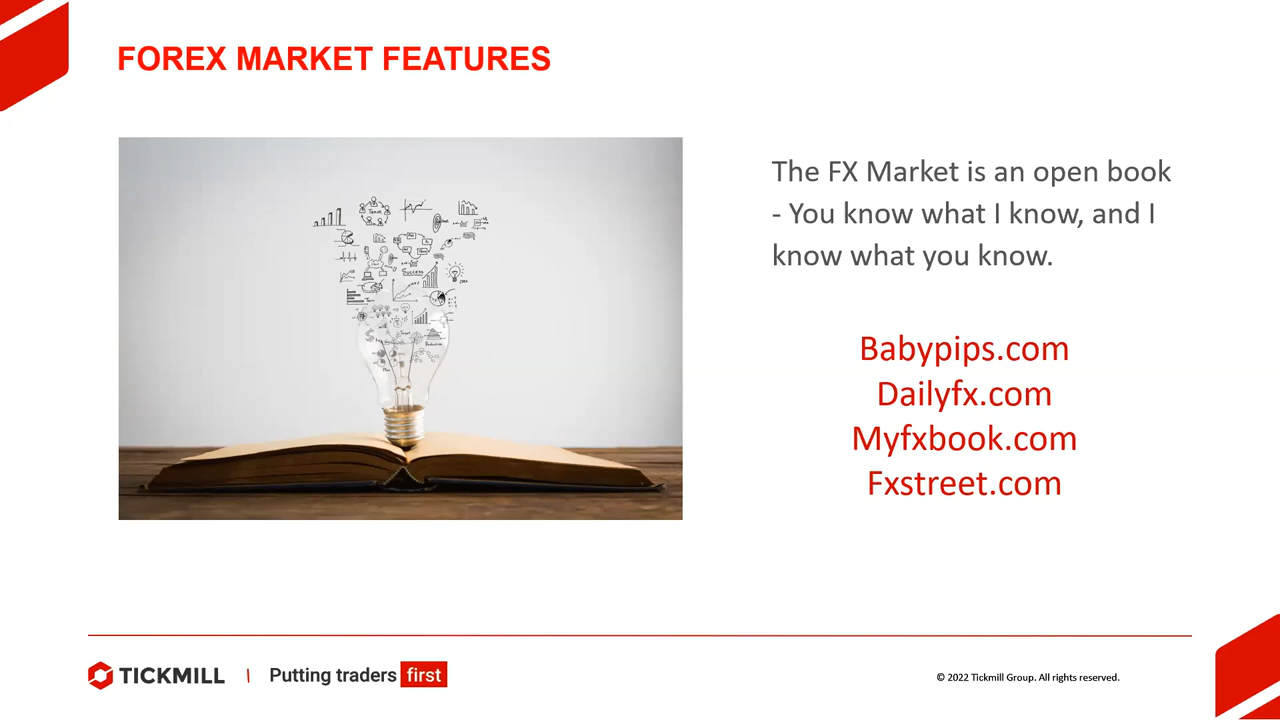 FOREX MARKET FEATURES
The FX Market is an open book
- You know what I know, and I
know what you know.
Babypips.com
Dailyfx.com
Myfxbook.com
Fxstreet.com
Success
TICKMILL | Putting traders first
© 2022 Tickmill Group. All rights reserved.